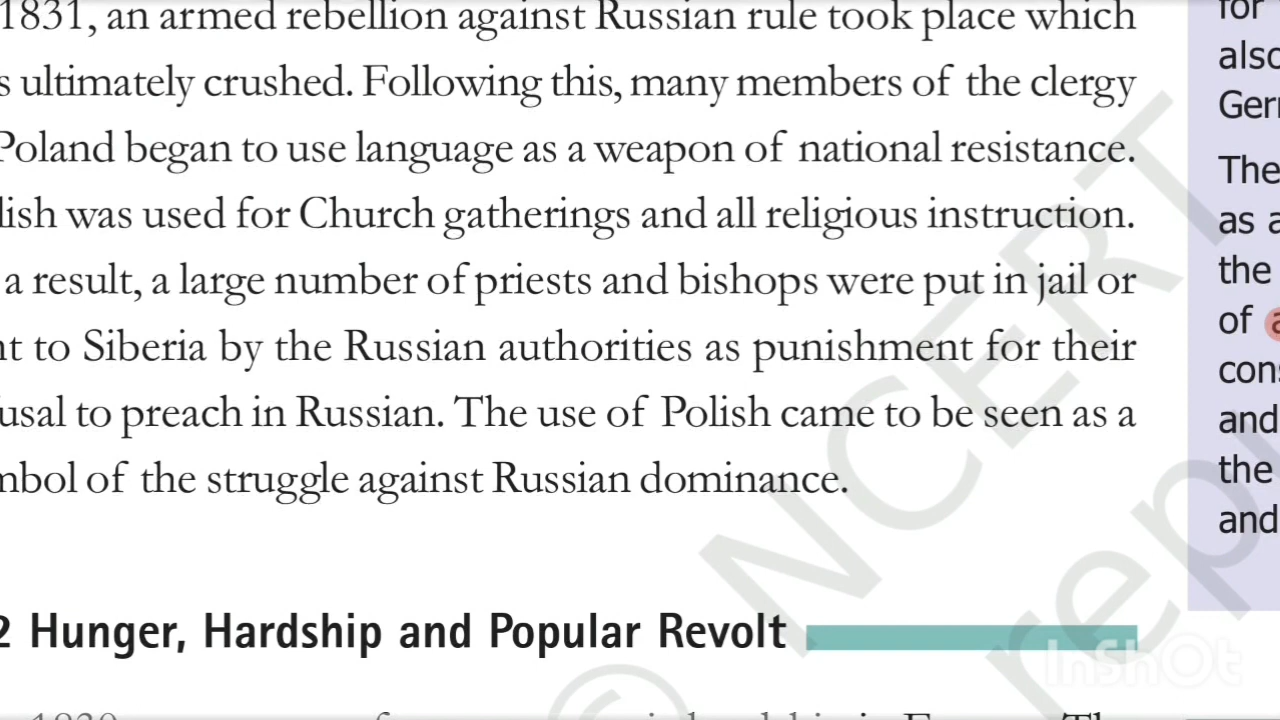 1831, an armed rebellion against Russian rule took place which
s ultimately crushed. Following this, many members of the clergy
Poland began to use language as a weapon of national resistance.
lish was used for Church gatherings and all religious instruction.
a result, a large number of priests and bishops were put in jail or
nt to Siberia by the Russian authorities as punishment for their
usal to preach in Russian. The use of Polish came to be seen as a
mbol of the struggle against Russian dominance.
2 Hunger, Hardship and Popular Revolt
for
also
Ger
The
as a
the
of a
cons
and
the
and
© NCERT
rep
InShOt